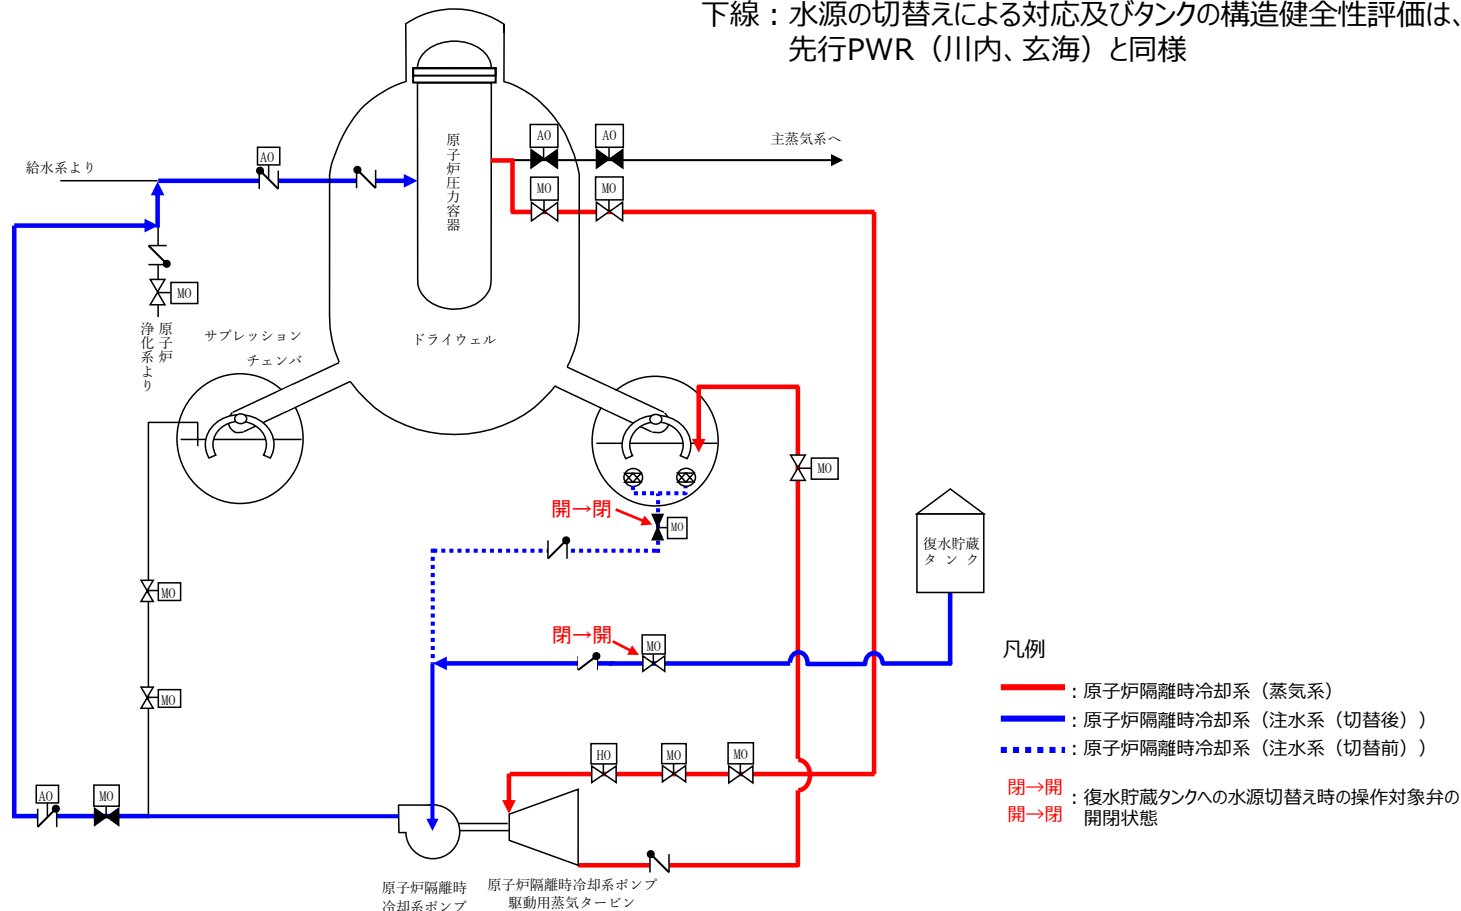 下線：水源の切替えによる対応及びタンクの構造健全性評価は、
先行PWR（川内、玄海）と同様
AO
AO
主蒸気系へ
原子炉圧力容器
AO
給水系より
MO
MO
MO
原子炉
浄化系より
サプレッション
チェンバ
ドライウェル
MO
開→閉
MO
復水貯蔵
タンク
MO
閉→開
MO
凡例
：原子炉隔離時冷却系（蒸気系）
MO
：原子炉隔離時冷却系（注水系（切替後））
：原子炉隔離時冷却系（注水系（切替前））
HO
MO
MO
閉→開
開→閉
：復水貯蔵タンクへの水源切替え時の操作対象弁の
開閉状態
AO
MO
原子炉隔離時
冷却系ポンプ
原子炉隔離時冷却系ポンプ
駆動用蒸気タービン